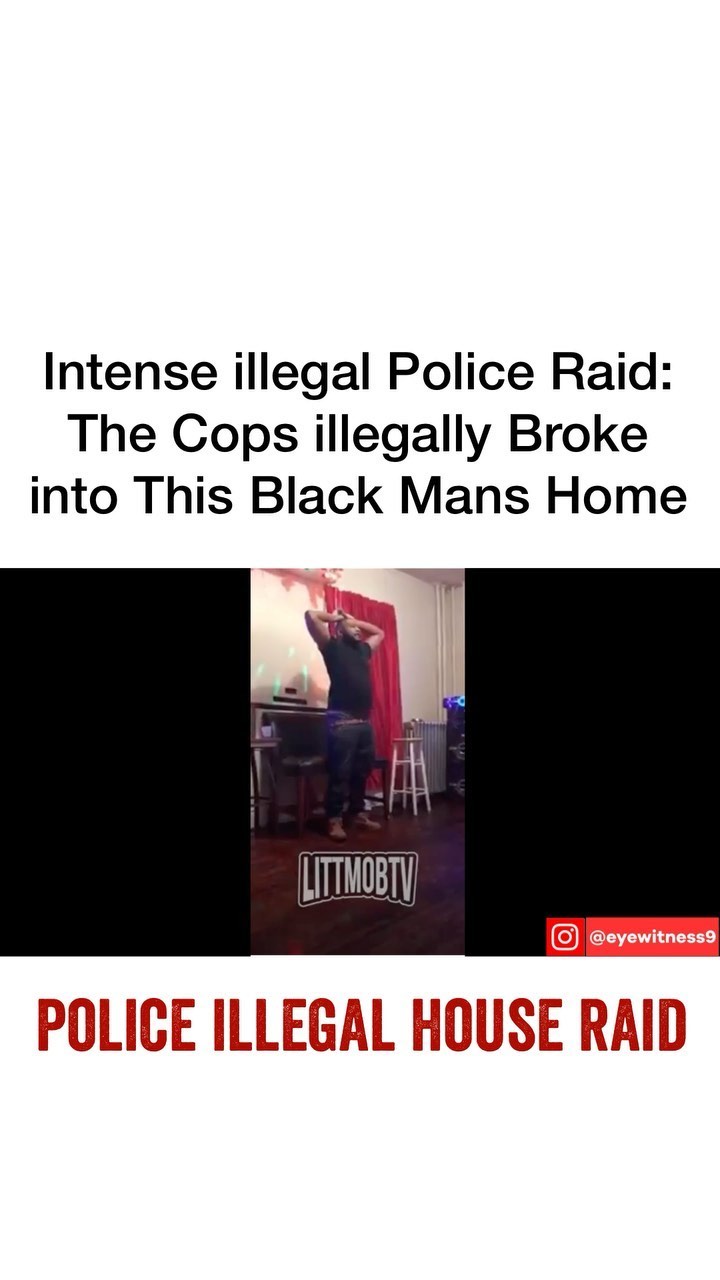 Intense illegal Police Raid:
The Cops illegally Broke
into This Black Mans Home
LITTMOBTV
@eyewitness9
POLICE ILLEGAL HOUSE RAID